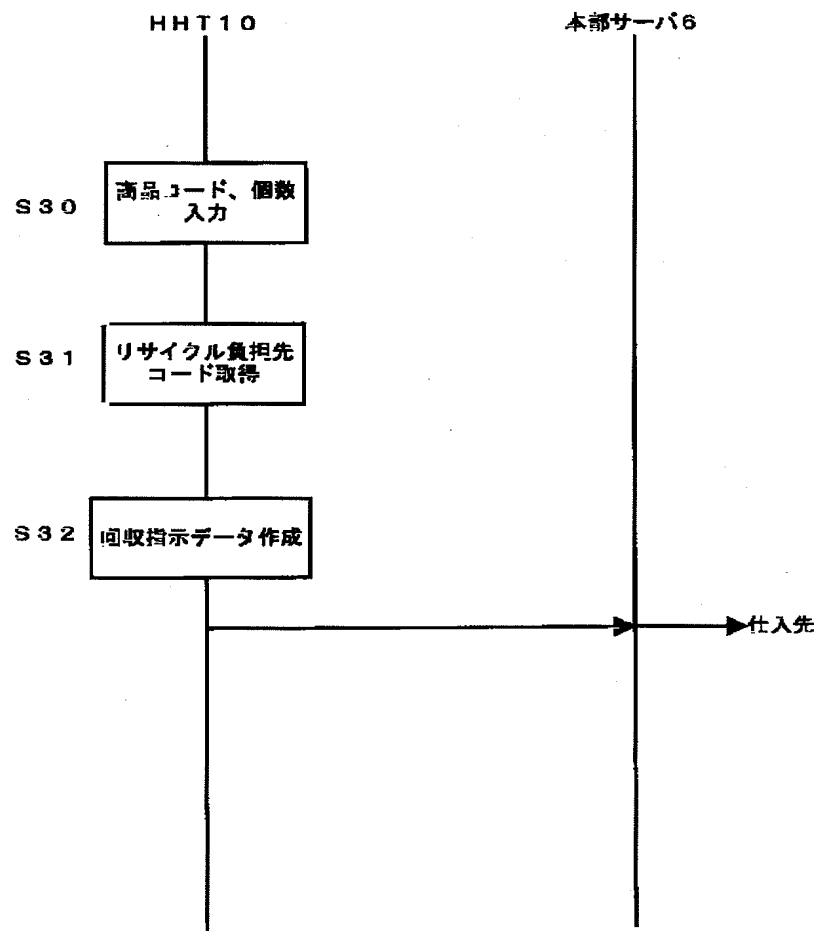 HHT10
本部サーバ6
S30
商品コード、個数
入力
S31
リサイクル負担先
コード取得
S32
回収指示データ作成
仕入先